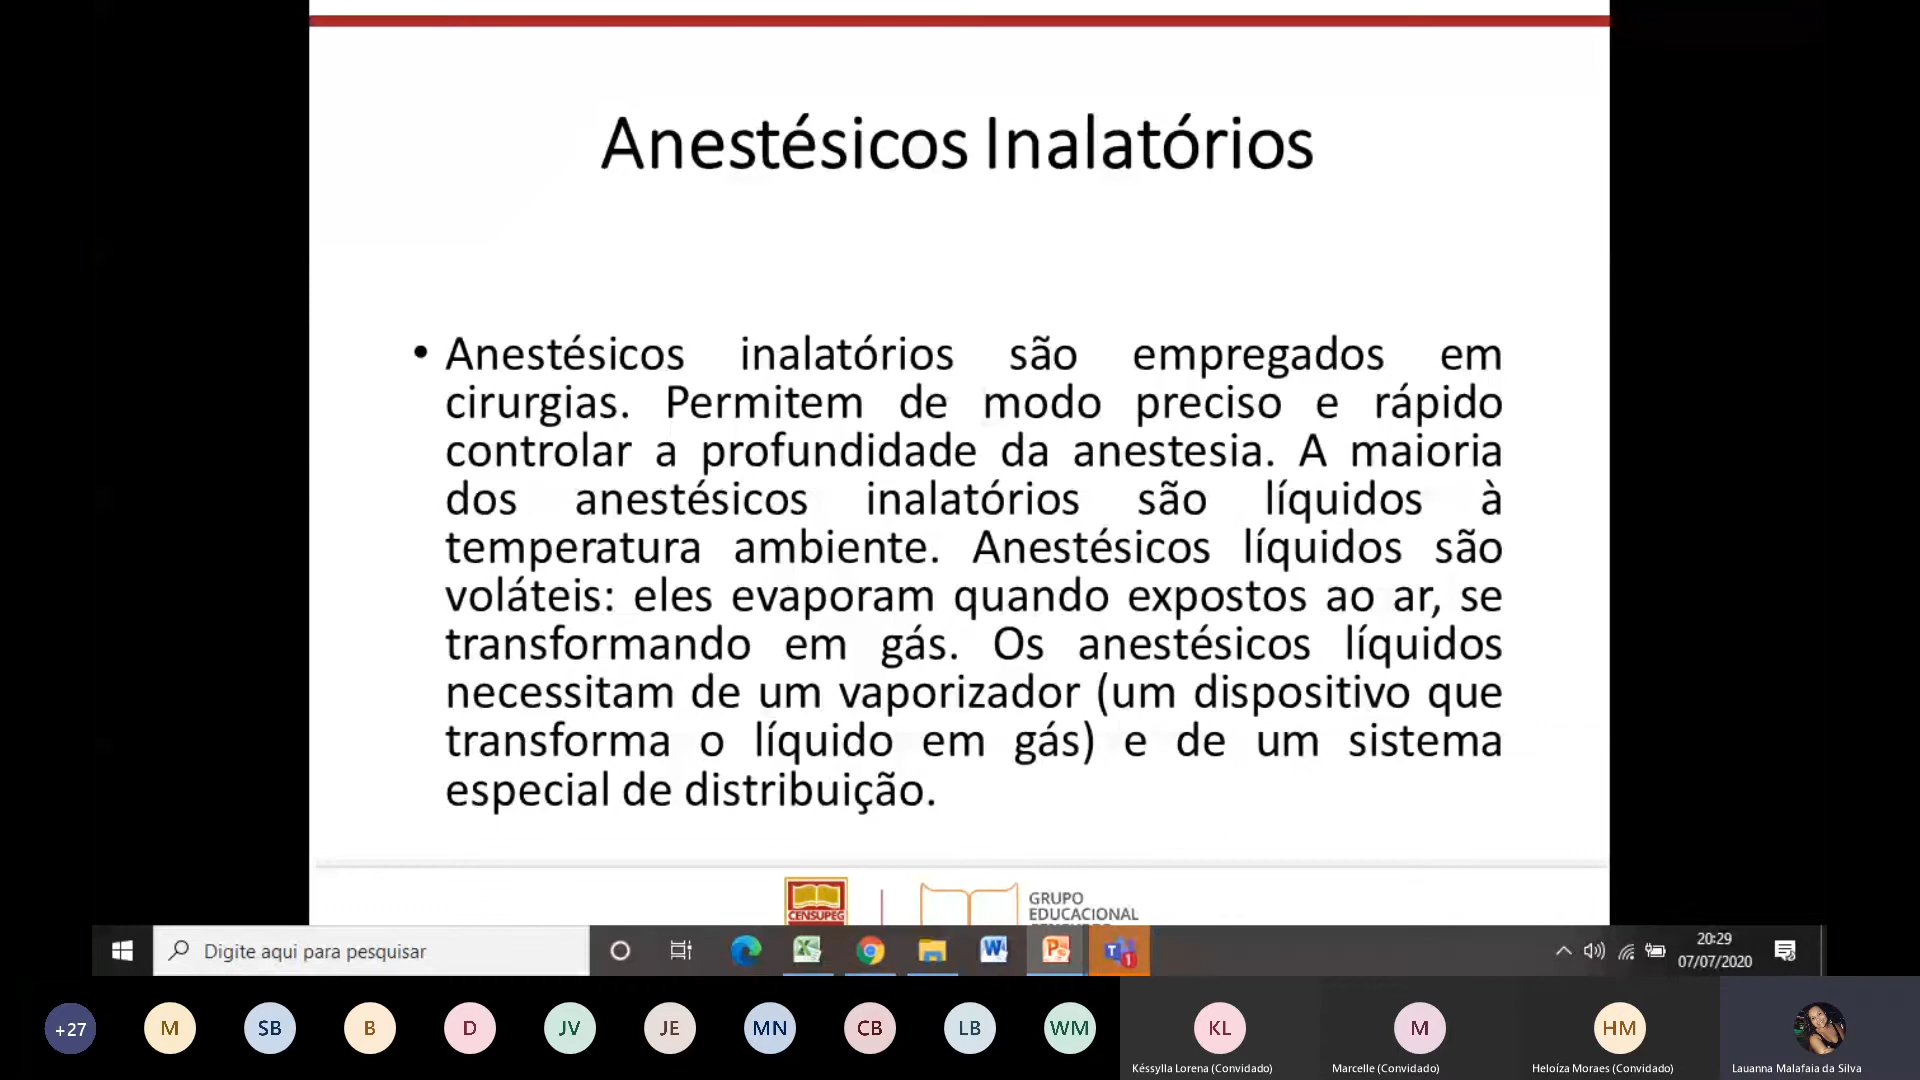 Anestésicos Inalatórios
• Anestésicos inalatórios são empregados em
cirurgias. Permitem de modo preciso e rápido
controlar a profundidade da anestesia. A maioria
dos anestésicos inalatórios são líquidos à
temperatura ambiente. Anestésicos líquidos são
voláteis: eles evaporam quando expostos ao ar, se
transformando em gás. Os anestésicos líquidos
necessitam de um vaporizador (um dispositivo que
transforma o líquido em gás) e de um sistema
especial de distribuição.
CENSUPEG
GRUPO
EDUCACIONAL
Digite aqui para pesquisar
20:29
07/07/2020
+27
M
SB
B
D
JV
JE
MN
CB
LB
WM
KL
M
HM
Késsylla Lorena (Convidado)
Marcelle (Convidado)
Heloíza Moraes (Convidado)
Lauanna Malafaia da Silva